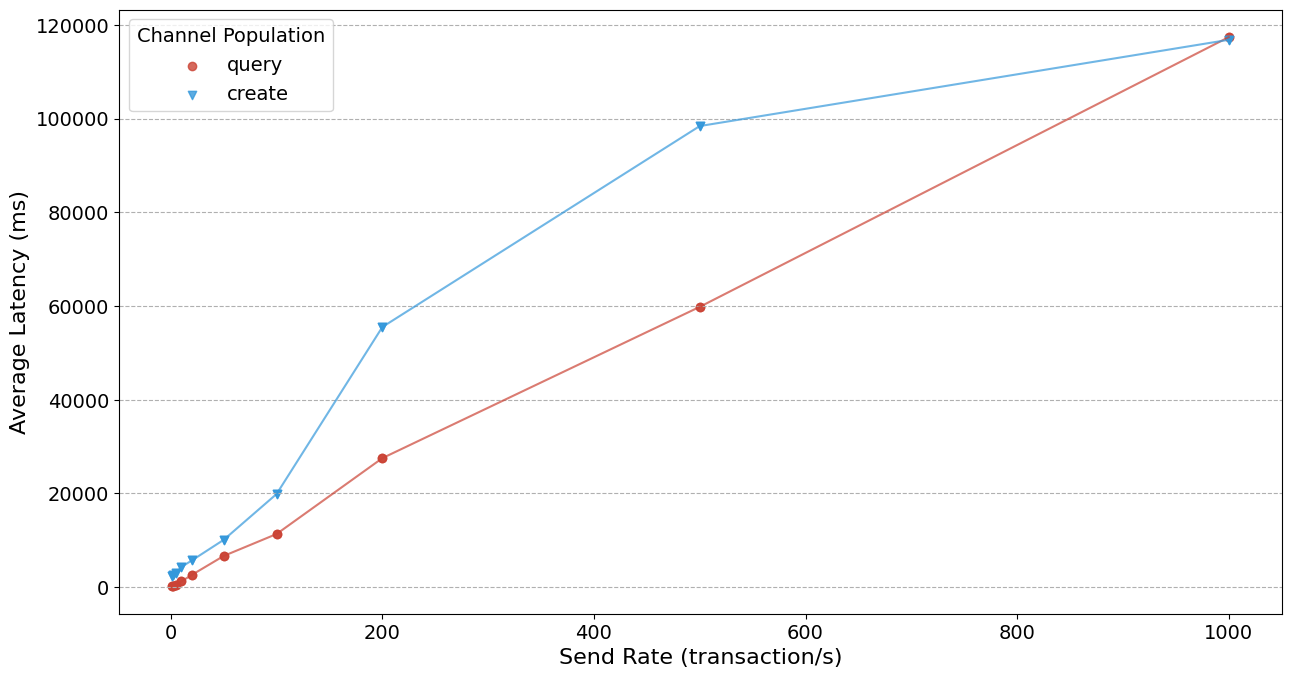 Channel Population
query
create
Average Latency (ms)
120000
100000
80000
60000
40000
20000
0
0 200 400 600 800 1000
Send Rate (transaction/s)